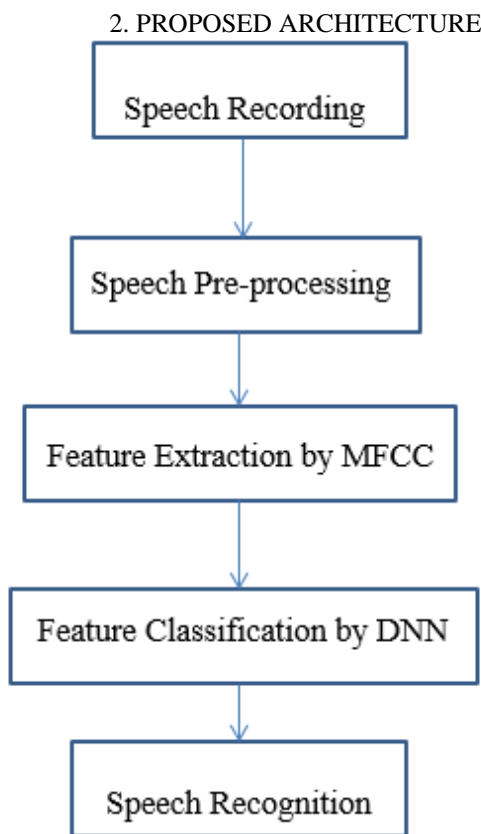 2. PROPOSED ARCHITECTURE
Speech Recording
Speech Pre-processing
Feature Extraction by MFCC
Feature Classification by DNN
Speech Recognition